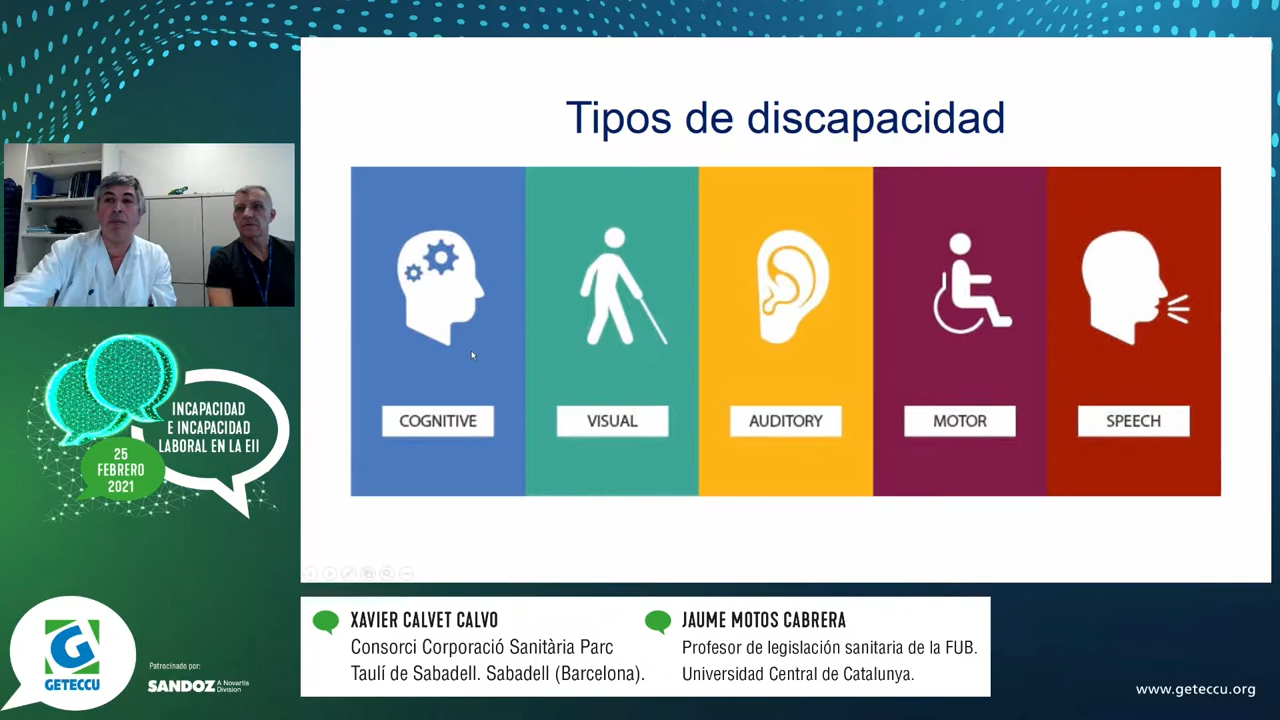 Tipos de discapacidad
COGNITIVE
VISUAL
AUDITORY
MOTOR
SPEECH
INCAPACIDAD
E INCAPACIDAD
LABORAL EN LA EII
25
FEBRERO
2021
XAVIER CALVET CALVO
Consorci Corporació Sanitària Parc
Taulí de Sabadell. Sabadell (Barcelona).
JAUME MOTOS CABRERA
Profesor de legislación sanitaria de la FUB.
Universidad Central de Catalunya.
G
GETECCU
Patrocinado por:
SANDOZ A Novartis
Division
www.geteccu.org